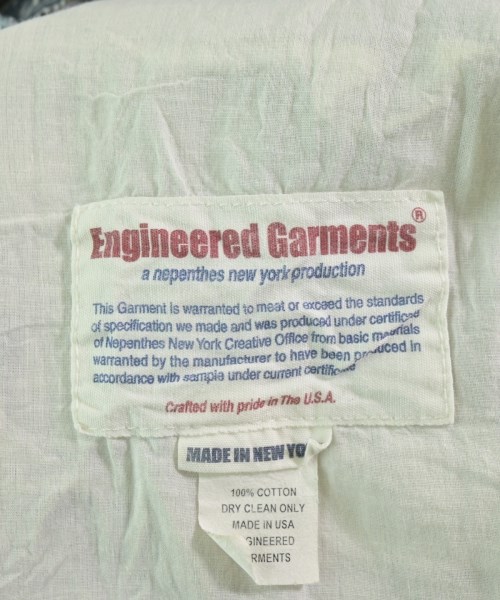 Engineered Garments®
a nepenthes new york production
This Garment is warranted to meat or exceed the standards
of specification we made and was produced under certificed
of Nepenthes New York Creative Office from basic materials
warranted by the manufacturer to have been produced in
accordance with sample under current
Crafted with pride in The U.S.A.
MADE IN NEW YO
100% COTTON
DRY CLEAN ONLY
MADE IN USA
GINEERED
RMENTS